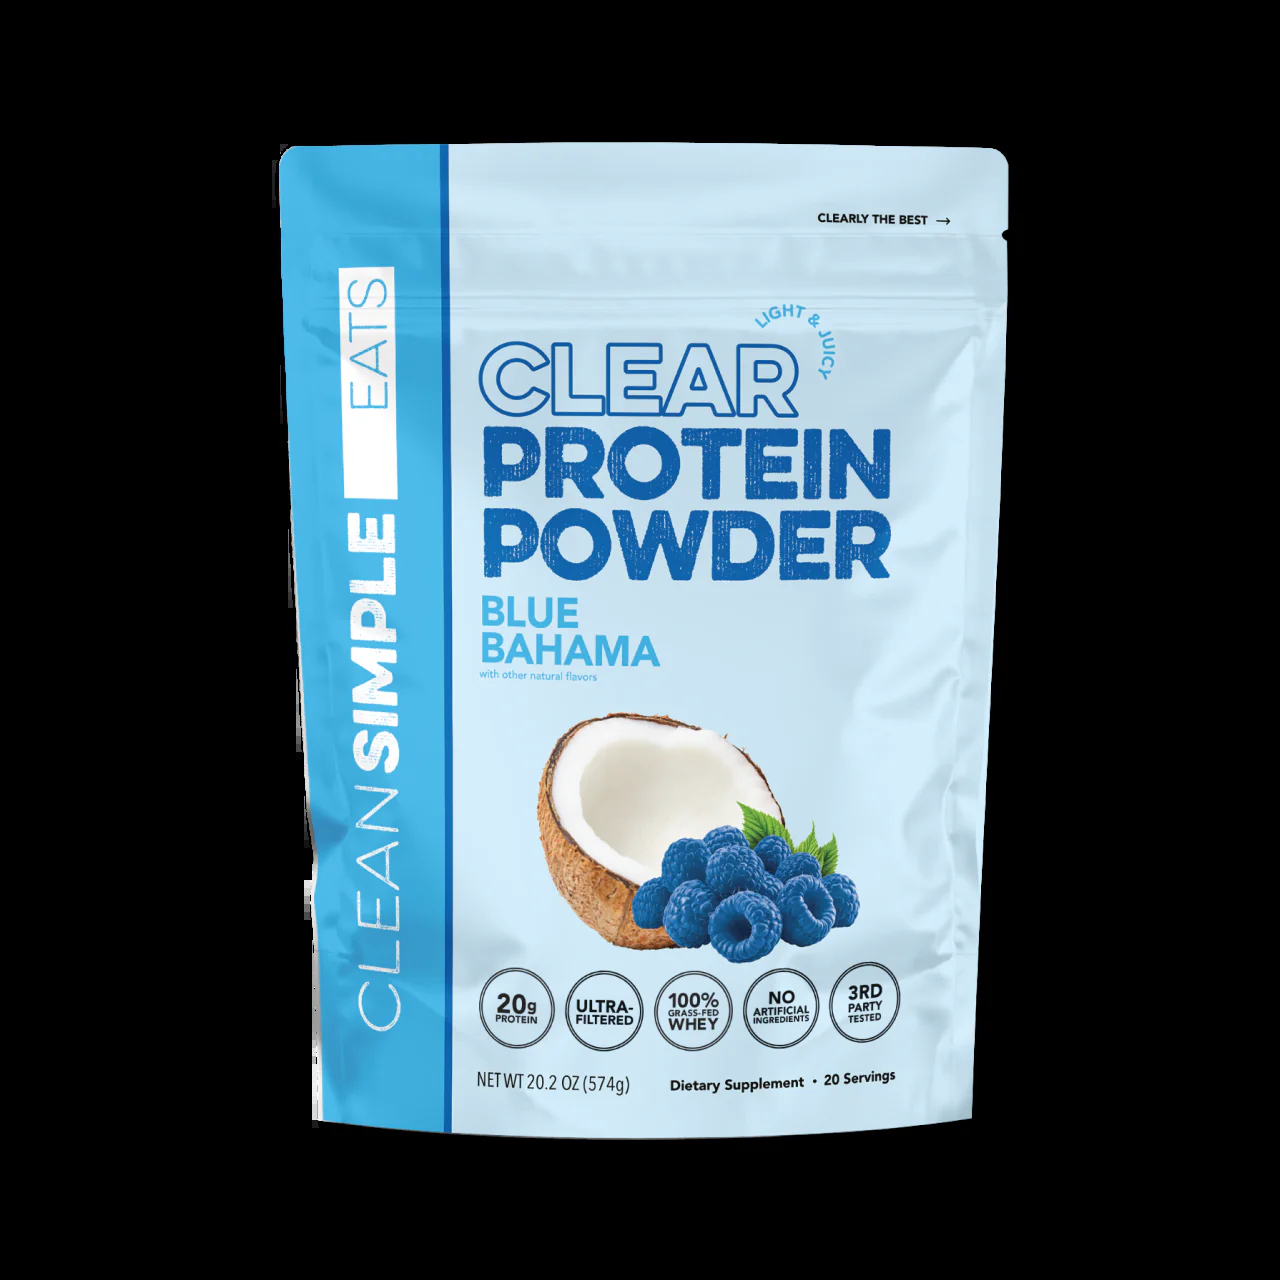 CLEARLY THE BEST →
CLEAN SIMPLE EATS
LIGHT & JUICY
CLEAR
PROTEIN
POWDER
BLUE
BAHAMA
with other natural flavors
20g
PROTEIN
ULTRA-
FILTERED
100%
GRASS-FED
WHEY
NO
ARTIFICIAL
INGREDIENTS
3RD
PARTY
TESTED
NET WT 20.2 OZ (574g)
Dietary Supplement • 20 Servings